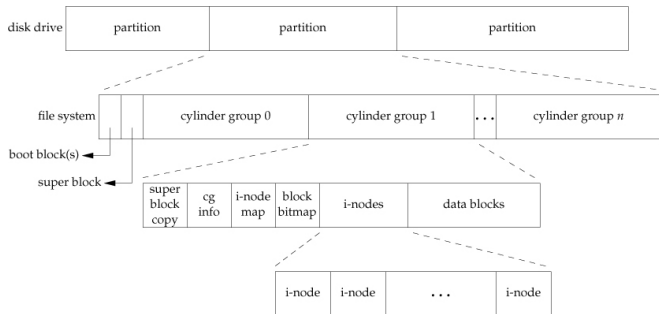 disk drive partition partition partition
file system cylinder group 0 cylinder group 1 ... cylinder group n
boot block(s)
super block
super block copy
cg info
i-node map
block bitmap
i-nodes
data blocks
i-node i-node ... i-node